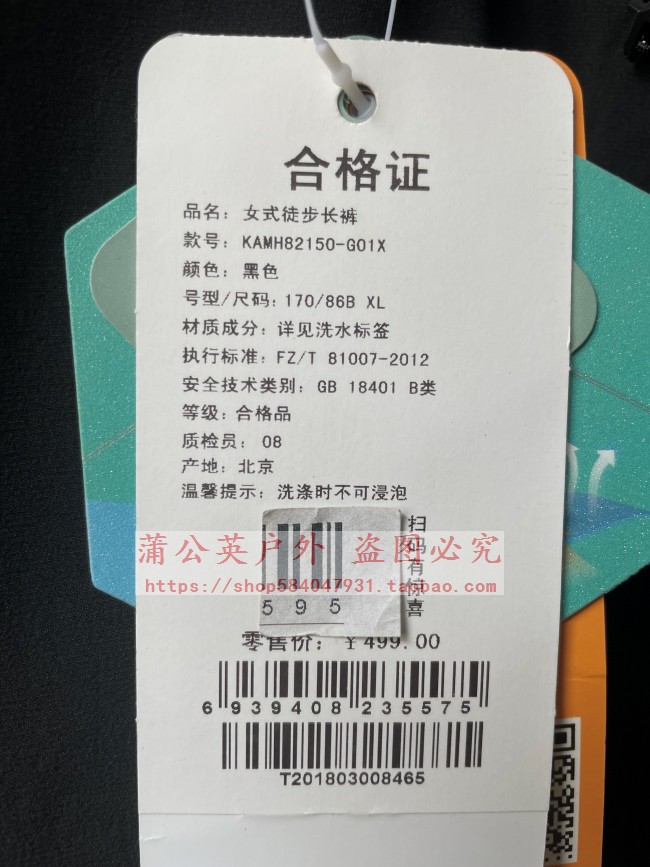 合格证
品名: 女式徒步长裤
款号: KAMH82150-G01X
颜色: 黑色
号型/尺码: 170/86B XL
材质成分: 详见洗水标签
执行标准: FZ/T 81007-2012
安全技术类别: GB 18401 B类
等级: 合格品
质检员: 08
产地: 北京
温馨提示: 洗涤时不可浸泡
扫码有惊喜
蒲公英户外 盗图必究
https://shop584047931.taobao.com
595
零售价: ¥499.00
6939408235575
T201803008465